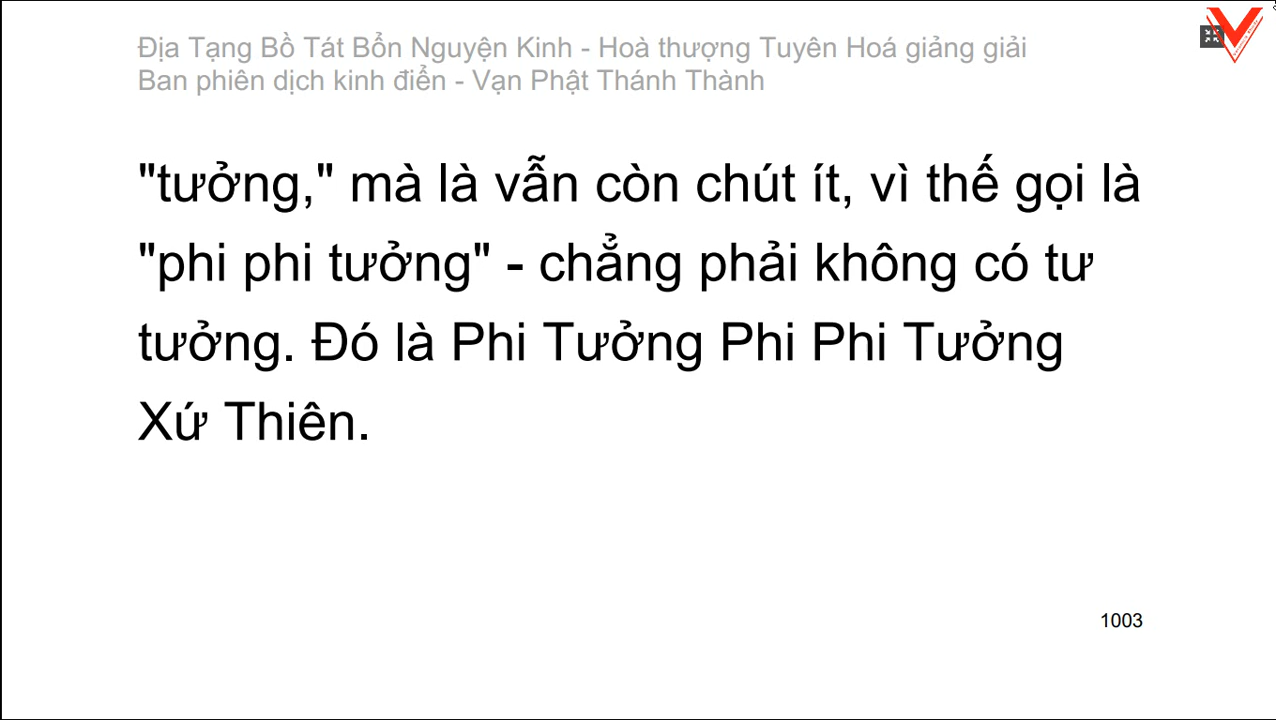 Địa Tạng Bồ Tát Bổn Nguyện Kinh - Hoà thượng Tuyên Hoá giảng giải
Ban phiên dịch kinh điển - Vạn Phật Thánh Thành
"tưởng," mà là vẫn còn chút ít, vì thế gọi là
"phi phi tưởng" - chẳng phải không có tư
tưởng. Đó là Phi Tưởng Phi Phi Tưởng
Xứ Thiên.
1003